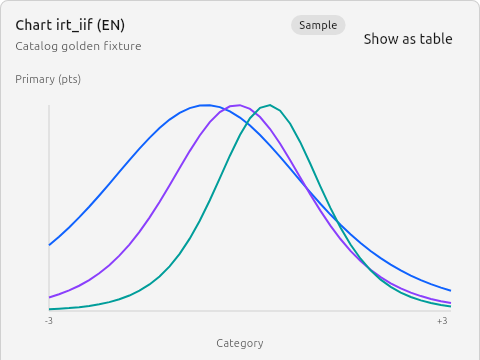 Chart irt_iif (EN)
Sample
Show as table
Catalog golden fixture
Primary (pts)
-3
+3
Category